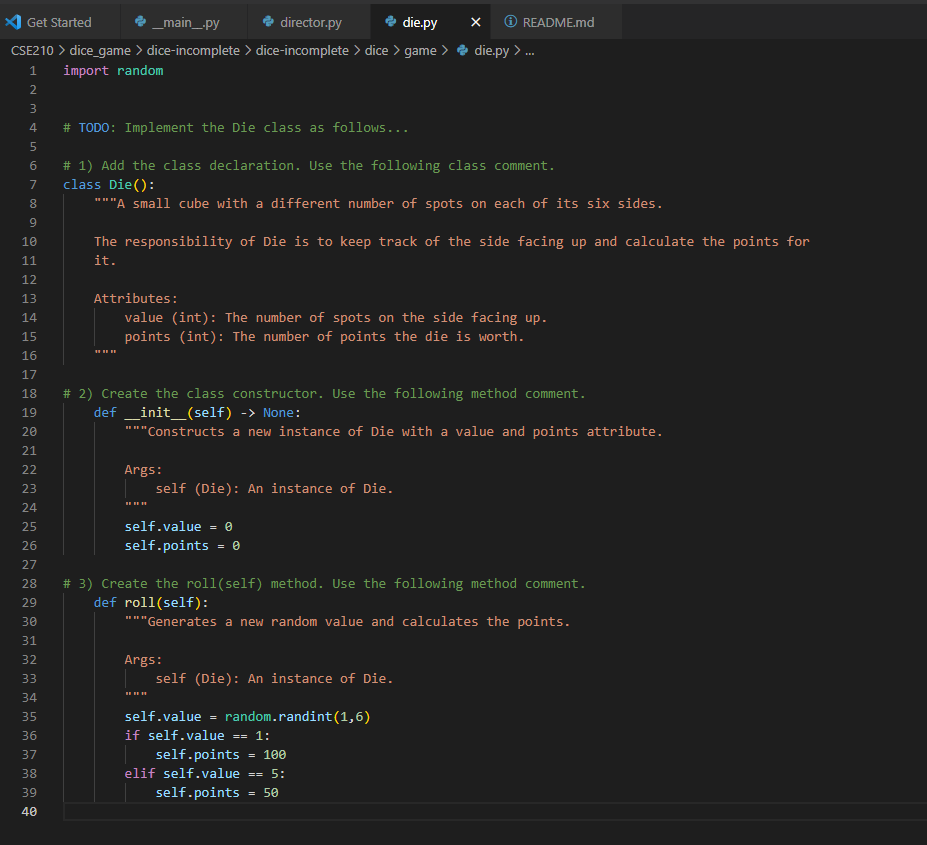 Get Started __main__.py director.py die.py × README.md
CSE210 > dice_game > dice-incomplete > dice-incomplete > dice > game > die.py > ...
1 import random
2
3
4 # TODO: Implement the Die class as follows...
5
6 # 1) Add the class declaration. Use the following class comment.
7 class Die():
8     """A small cube with a different number of spots on each of its six sides.
9
10     The responsibility of Die is to keep track of the side facing up and calculate the points for
11     it.
12
13     Attributes:
14         value (int): The number of spots on the side facing up.
15         points (int): The number of points the die is worth.
16     """
17
18 # 2) Create the class constructor. Use the following method comment.
19     def __init__(self) -> None:
20         """Constructs a new instance of Die with a value and points attribute.
21
22         Args:
23             self (Die): An instance of Die.
24         """
25         self.value = 0
26         self.points = 0
27
28 # 3) Create the roll(self) method. Use the following method comment.
29     def roll(self):
30         """Generates a new random value and calculates the points.
31
32         Args:
33             self (Die): An instance of Die.
34         """
35         self.value = random.randint(1,6)
36         if self.value == 1:
37             self.points = 100
38         elif self.value == 5:
39             self.points = 50
40